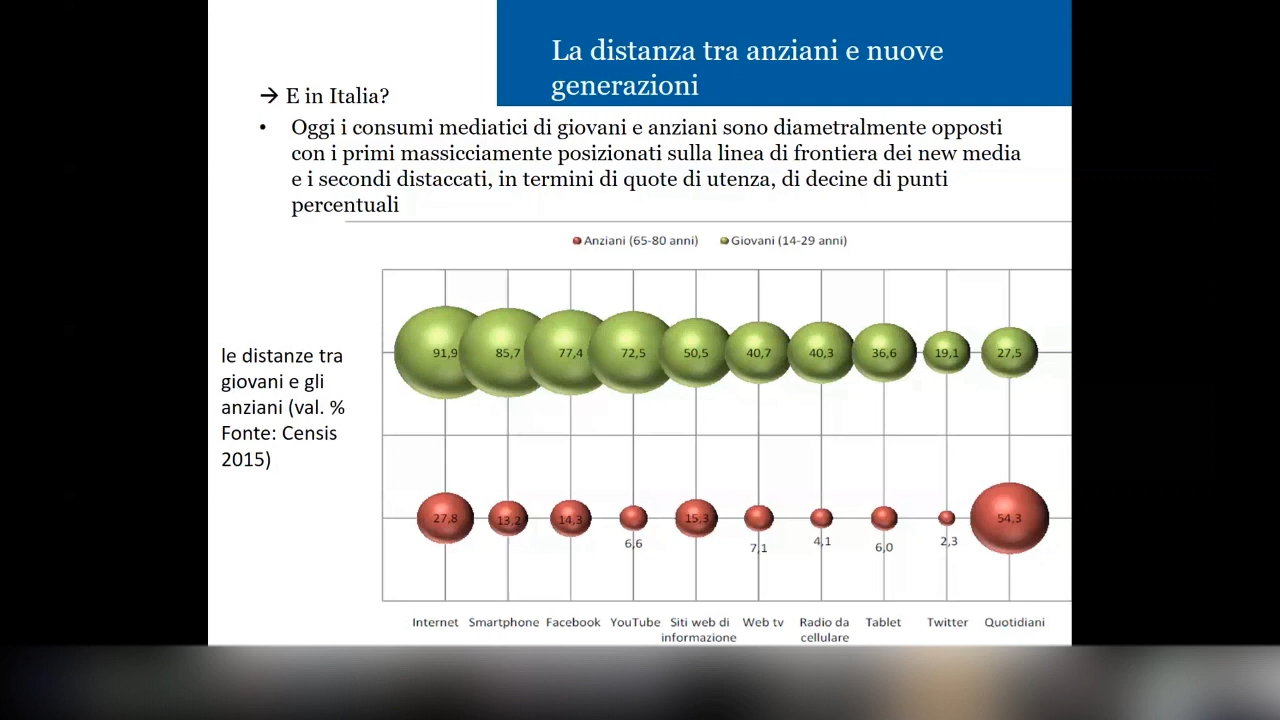 La distanza tra anziani e nuove
generazioni
→ E in Italia?
• Oggi i consumi mediatici di giovani e anziani sono diametralmente opposti
con i primi massicciamente posizionati sulla linea di frontiera dei new media
e i secondi distaccati, in termini di quote di utenza, di decine di punti
percentuali
Anziani (65-80 anni) Giovani (14-29 anni)
le distanze tra
giovani e gli
anziani (val. %
Fonte: Censis
2015)
91,9 85,7 77,4 72,5 50,5 40,7 40,3 36,6 19,1 27,5
27,8 13,2 14,3 6,6 15,3 7,1 4,1 6,0 2,3 54,3
Internet Smartphone Facebook YouTube Siti web di informazione Web tv Radio da cellulare Tablet Twitter Quotidiani